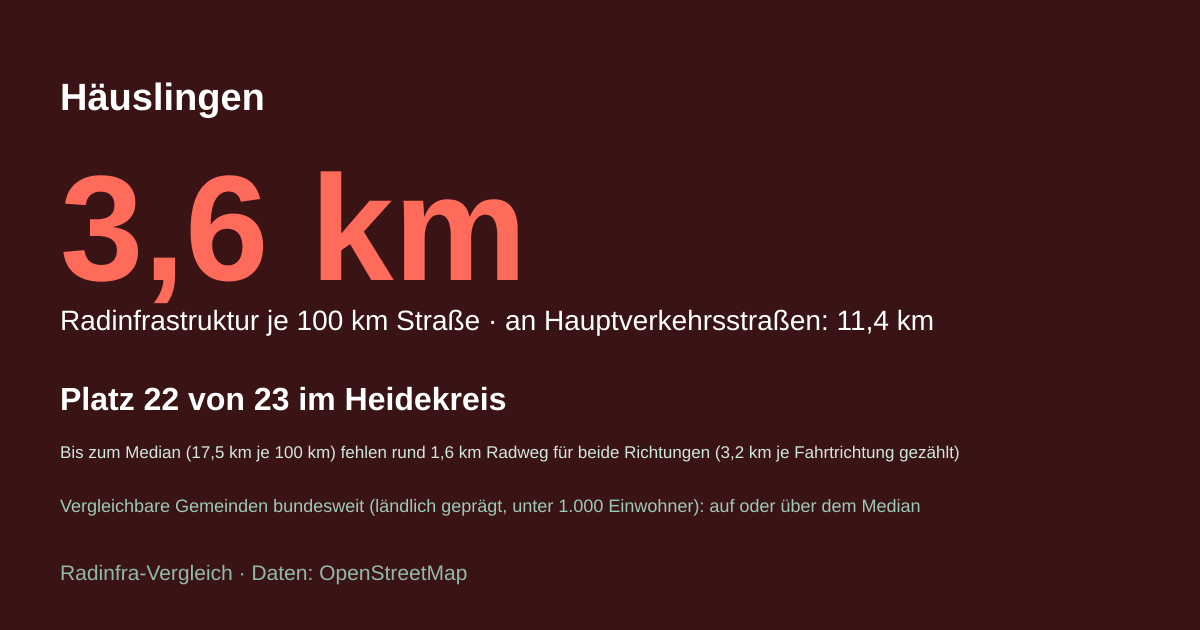 Häuslingen
3,6 km
Radinfrastruktur je 100 km Straße · an Hauptverkehrsstraßen: 11,4 km
Platz 22 von 23 im Heidekreis
Bis zum Median (17,5 km je 100 km) fehlen rund 1,6 km Radweg für beide Richtungen (3,2 km je Fahrtrichtung gezählt)
Vergleichbare Gemeinden bundesweit (ländlich geprägt, unter 1.000 Einwohner): auf oder über dem Median
Radinfra-Vergleich · Daten: OpenStreetMap